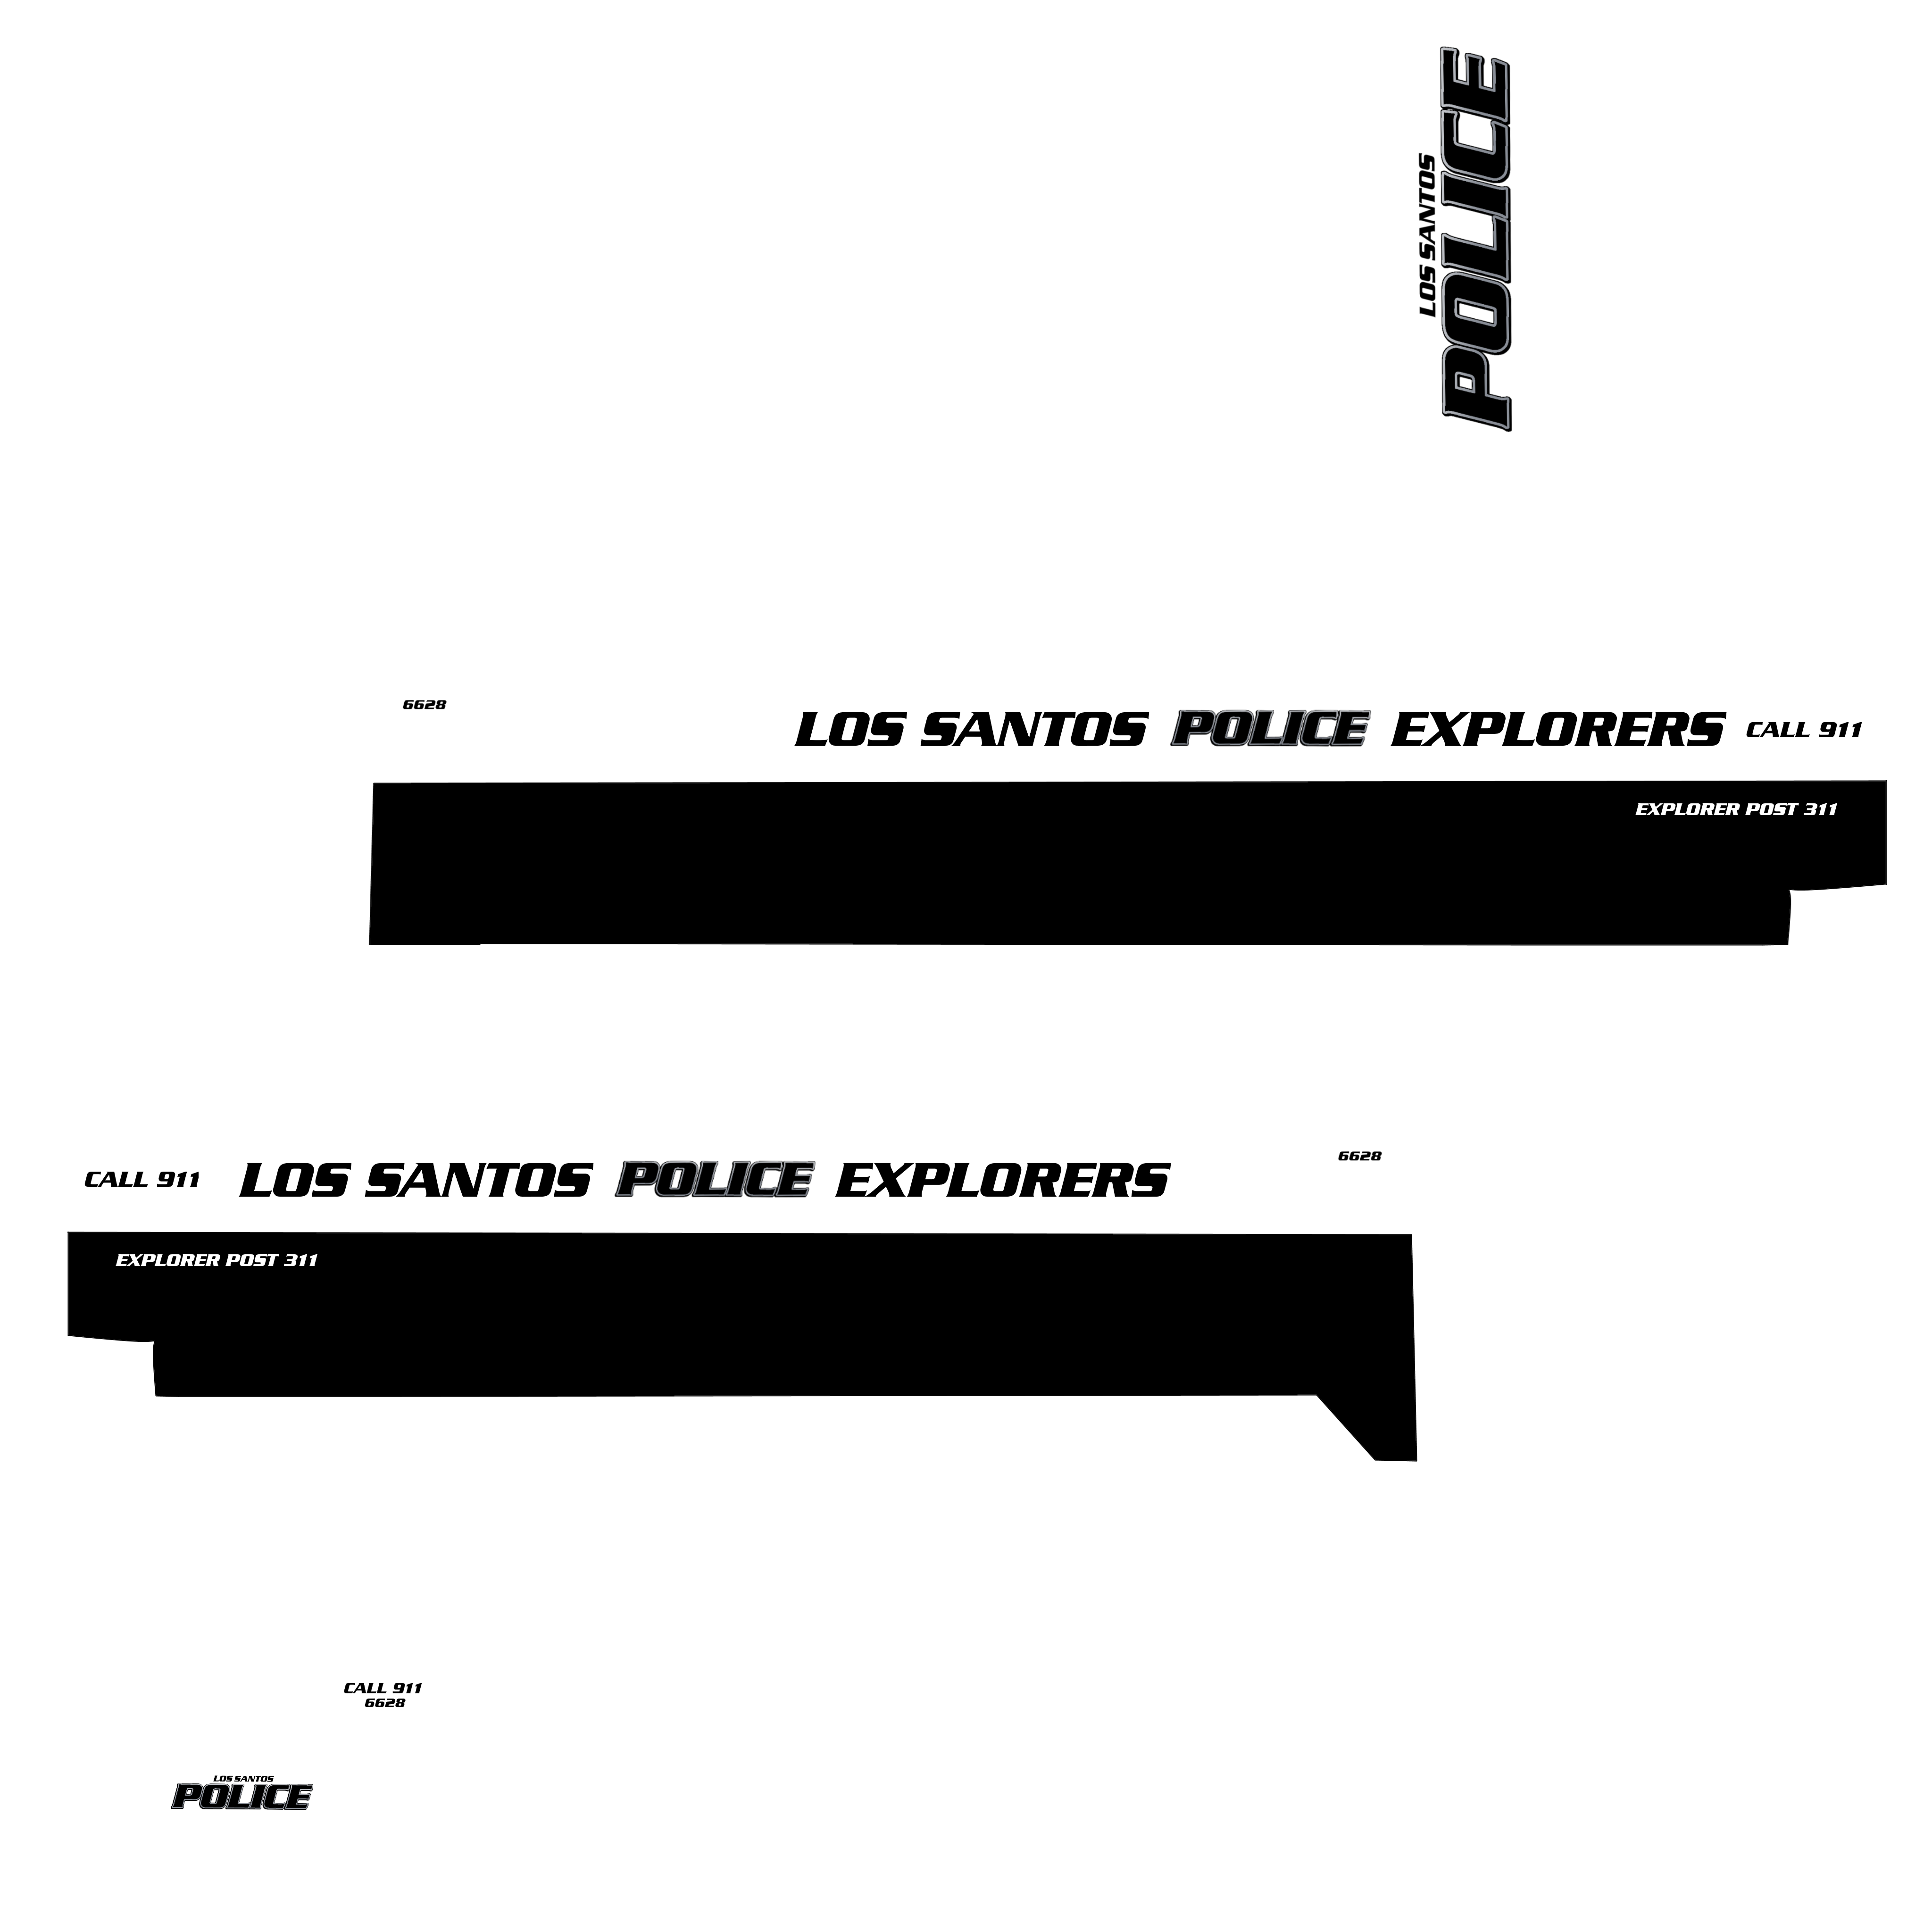 LOS SANTOS
POLICE
6628
LOS SANTOS POLICE EXPLORERS CALL 911
EXPLORER POST 311
6628
CALL 911 LOS SANTOS POLICE EXPLORERS
EXPLORER POST 311
CALL 911
6628
LOS SANTOS
POLICE